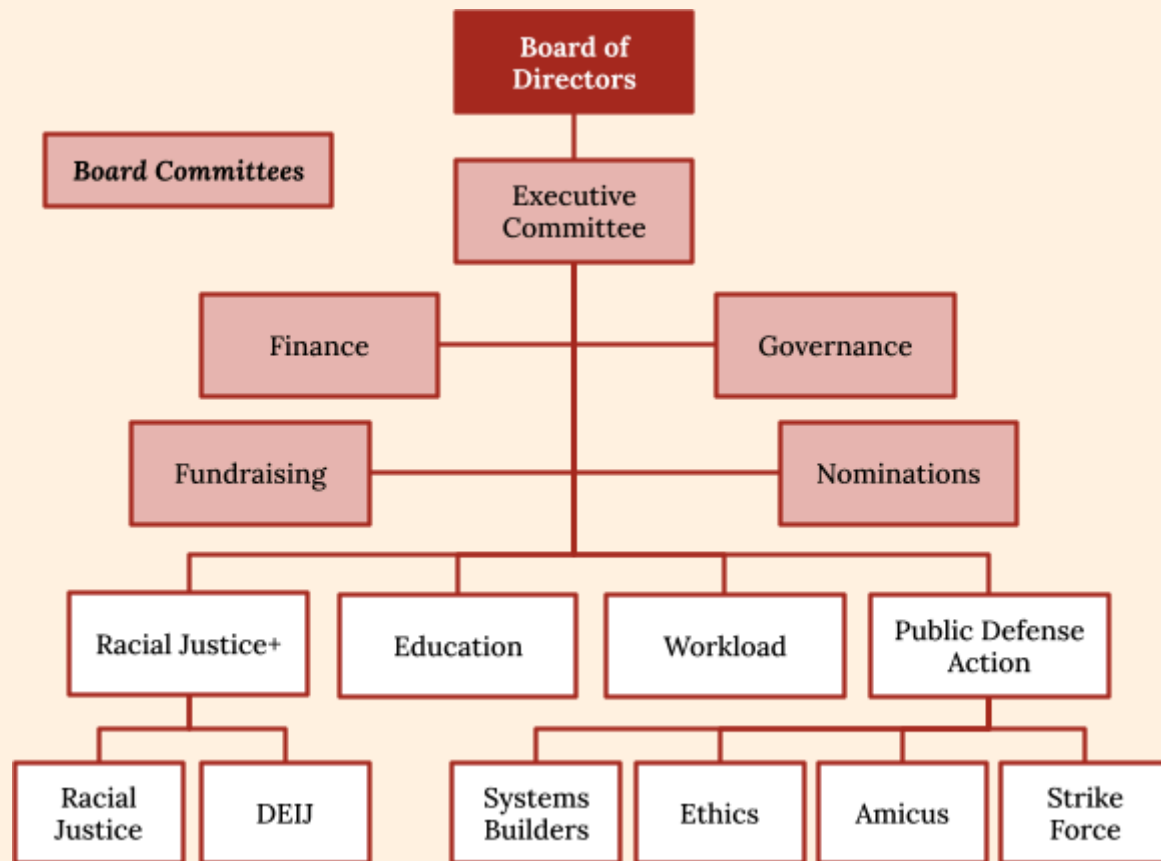 Board of
Directors
Board Committees
Executive
Committee
Finance
Governance
Fundraising
Nominations
Racial Justice+
Education
Workload
Public Defense
Action
Racial
Justice
DEIJ
Systems
Builders
Ethics
Amicus
Strike
Force